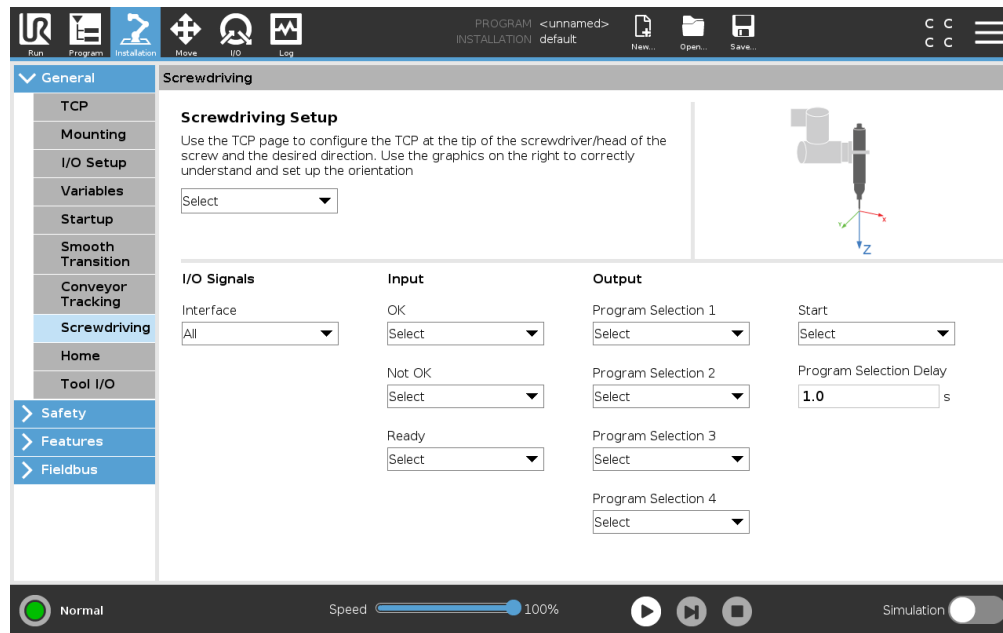 PROGRAM <unnamed>
INSTALLATION default
C C
C C
Run
Program
Installation
Move
I/O
Log
New...
Open...
Save...
General
TCP
Mounting
I/O Setup
Variables
Startup
Smooth
Transition
Conveyor
Tracking
Screwdriving
Home
Tool I/O
Safety
Features
Fieldbus
Screwdriving
Screwdriving Setup
Use the TCP page to configure the TCP at the tip of the screwdriver/head of the
screw and the desired direction. Use the graphics on the right to correctly
understand and set up the orientation
Select
Y
X
Z
I/O Signals
Interface
All
Input
OK
Select
Not OK
Select
Ready
Select
Output
Program Selection 1
Select
Program Selection 2
Select
Program Selection 3
Select
Program Selection 4
Select
Start
Select
Program Selection Delay
1.0 s
Normal
Speed 100%
Simulation